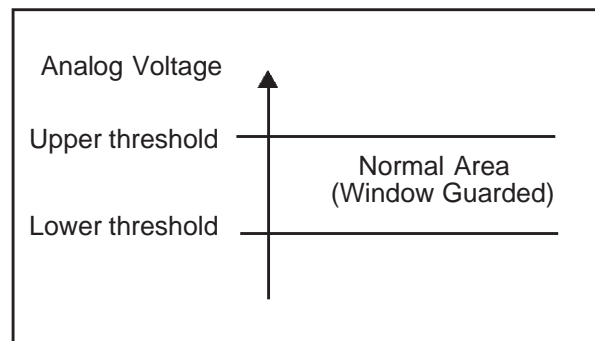 Analog Voltage
Upper threshold
Normal Area
(Window Guarded)
Lower threshold